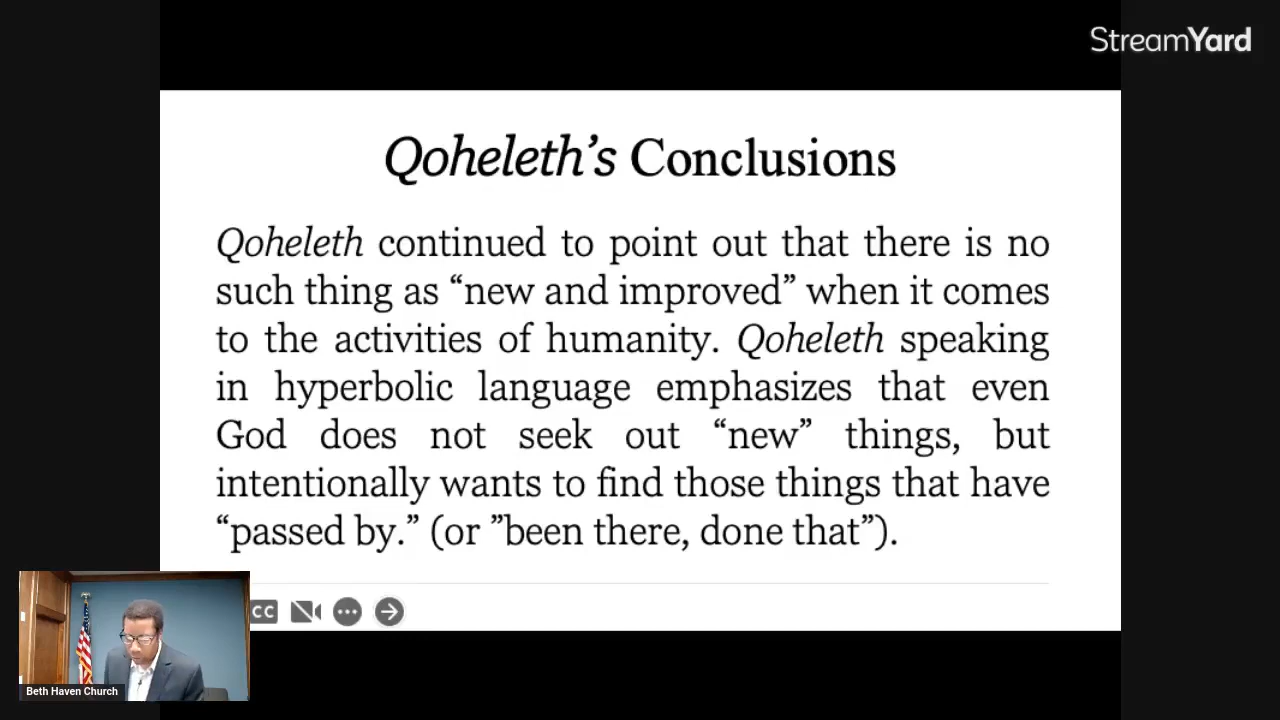 StreamYard
Qoheleth’s Conclusions
Qoheleth continued to point out that there is no
such thing as “new and improved” when it comes
to the activities of humanity. Qoheleth speaking
in hyperbolic language emphasizes that even
God does not seek out “new” things, but
intentionally wants to find those things that have
“passed by.” (or ”been there, done that”).
CC
Beth Haven Church